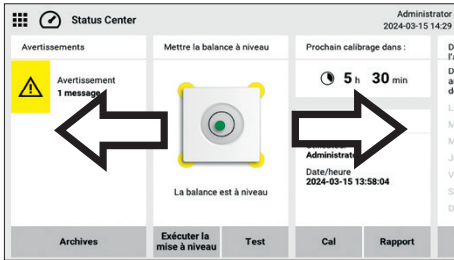 Status Center
Administrator
2024-03-15 14:29
Avertissements
Mettre la balance à niveau
Prochain calibrage dans :
Avertissement
1 message
5 h 30 min
La balance est à niveau
Administrat
Date/heure
2024-03-15 13:58:04
Archives
Exécuter la
mise à niveau
Test
Cal
Rapport